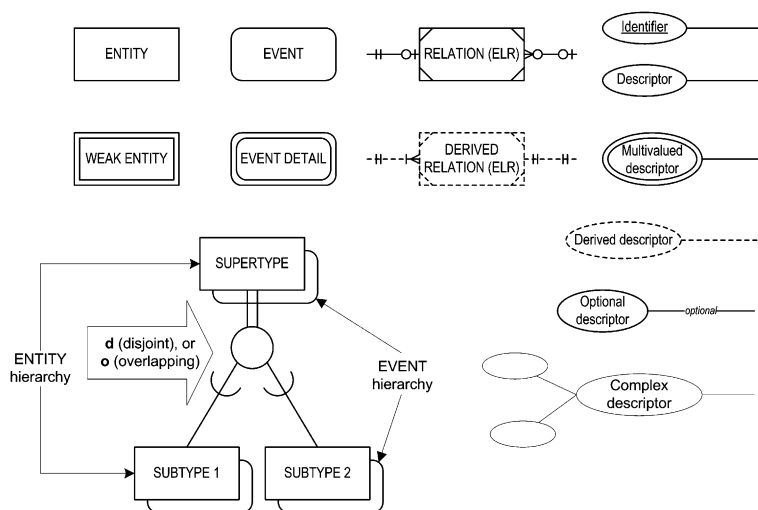 ENTITY
EVENT
RELATION (ELR)
Identifier
Descriptor
WEAK ENTITY
EVENT DETAIL
DERIVED
RELATION (ELR)
Multivalued
descriptor
Derived descriptor
SUPERTYPE
Optional
descriptor
optional
d (disjoint), or
o (overlapping)
ENTITY
hierarchy
EVENT
hierarchy
Complex
descriptor
SUBTYPE 1
SUBTYPE 2